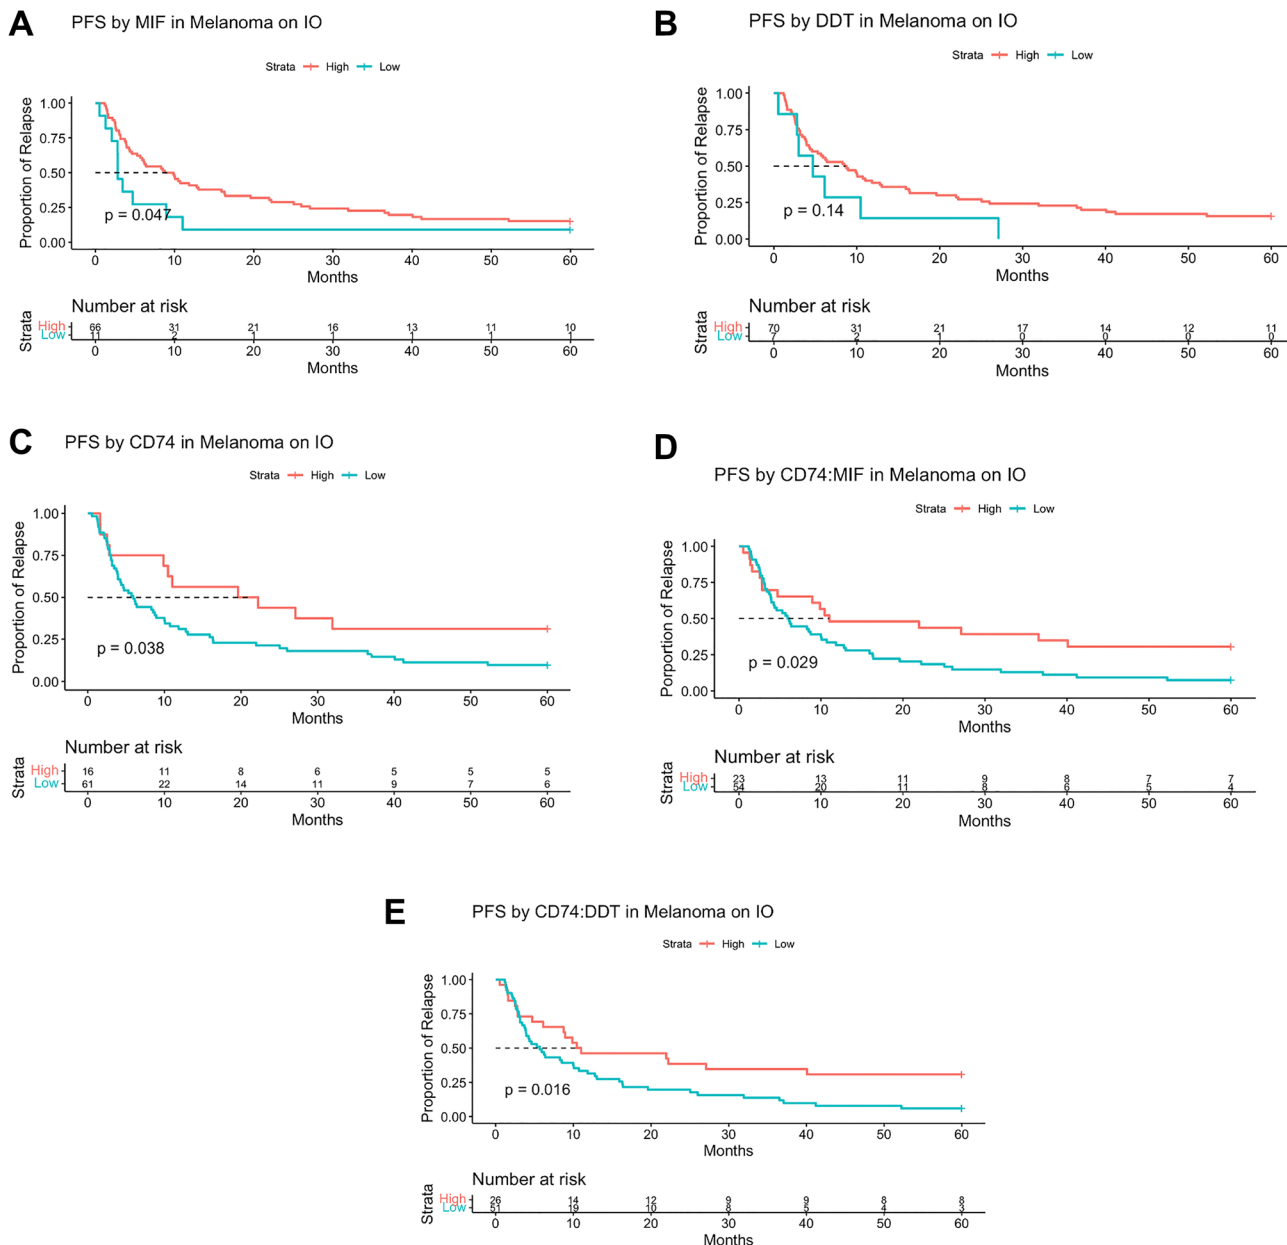 A
PFS by MIF in Melanoma on IO
Strata High Low
Proportion of Relapse
1.00
0.75
0.50
0.25
0.00
p = 0.047
0 10 20 30 40 50 60
Months
Number at risk
Strata
High 66 31 21 16 13 11 10
Low 11 2 1 1 1 1 1
0 10 20 30 40 50 60
Months
B
PFS by DDT in Melanoma on IO
Strata High Low
Proportion of Relapse
1.00
0.75
0.50
0.25
0.00
p = 0.14
0 10 20 30 40 50 60
Months
Number at risk
Strata
High 70 31 21 17 14 12 11
Low 7 2 1 0 0 0 0
0 10 20 30 40 50 60
Months
C
PFS by CD74 in Melanoma on IO
Strata High Low
Proportion of Relapse
1.00
0.75
0.50
0.25
0.00
p = 0.038
0 10 20 30 40 50 60
Months
Number at risk
Strata
High 16 11 8 6 5 5 5
Low 61 22 14 11 9 7 6
0 10 20 30 40 50 60
Months
D
PFS by CD74:MIF in Melanoma on IO
Strata High Low
Porportion of Relapse
1.00
0.75
0.50
0.25
0.00
p = 0.029
0 10 20 30 40 50 60
Months
Number at risk
Strata
High 23 13 11 9 8 7 7
Low 54 20 11 8 6 5 4
0 10 20 30 40 50 60
Months
E
PFS by CD74:DDT in Melanoma on IO
Strata High Low
Proportion of Relapse
1.00
0.75
0.50
0.25
0.00
p = 0.016
0 10 20 30 40 50 60
Months
Number at risk
Strata
High 26 14 12 9 9 8 8
Low 51 19 10 8 5 4 3
0 10 20 30 40 50 60
Months